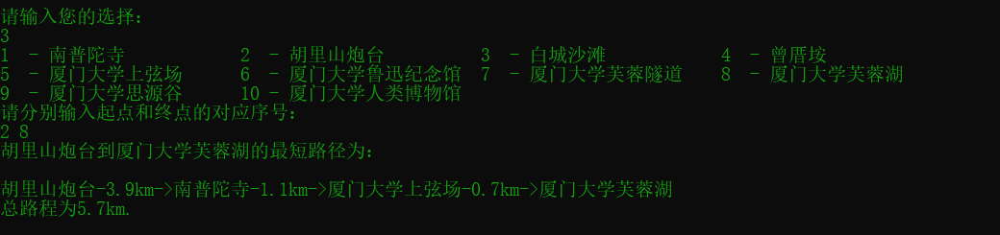 请输入您的选择:
3
1 - 南普陀寺 2 - 胡里山炮台 3 - 白城沙滩 4 - 曾厝垵
5 - 厦门大学上弦场 6 - 厦门大学鲁迅纪念馆 7 - 厦门大学芙蓉隧道 8 - 厦门大学芙蓉湖
9 - 厦门大学思源谷 10 - 厦门大学人类博物馆
请分别输入起点和终点的对应序号:
2 8
胡里山炮台到厦门大学芙蓉湖的最短路径为:
胡里山炮台-3.9km->南普陀寺-1.1km->厦门大学上弦场-0.7km->厦门大学芙蓉湖
总路程为5.7km.